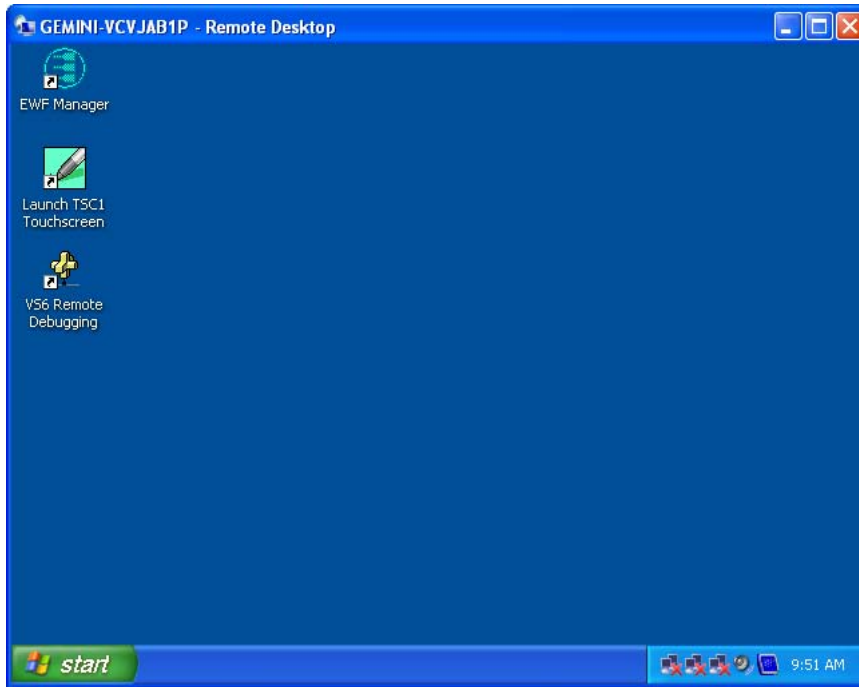 GEMINI-VCVJAB1P - Remote Desktop
EWF Manager
Launch TSC1
Touchscreen
VS6 Remote
Debugging
start
9:51 AM